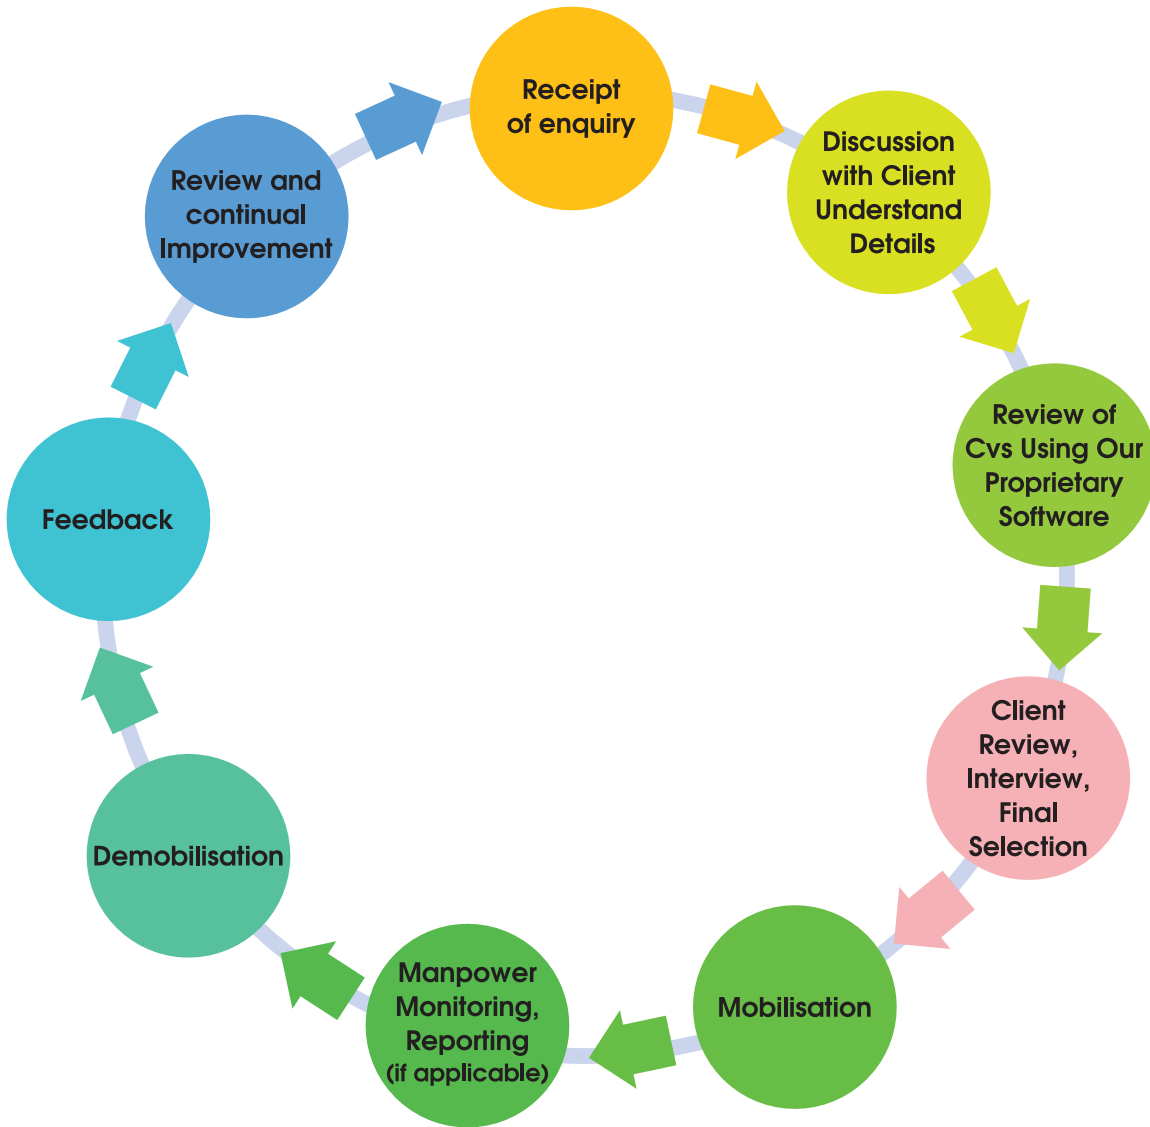 Receipt
of enquiry
Discussion
with Client
Understand
Details
Review of
Cvs Using Our
Proprietary
Software
Client
Review,
Interview,
Final
Selection
Mobilisation
Manpower
Monitoring,
Reporting
(if applicable)
Demobilisation
Feedback
Review and
continual
Improvement